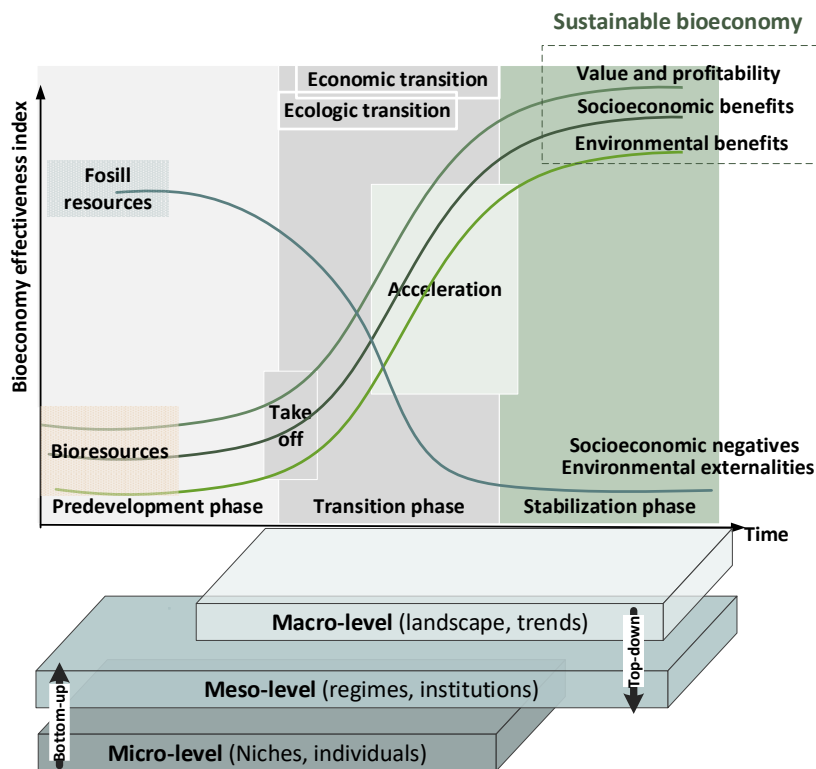 Sustainable bioeconomy
Economic transition
Value and profitability
Ecologic transition
Socioeconomic benefits
Environmental benefits
Bioeconomy effectiveness index
Fosill
resources
Acceleration
Take
off
Bioresources
Socioeconomic negatives
Environmental externalities
Predevelopment phase
Transition phase
Stabilization phase
Time
Macro-level (landscape, trends)
Top-down
Meso-level (regimes, institutions)
Bottom-up
Micro-level (Niches, individuals)